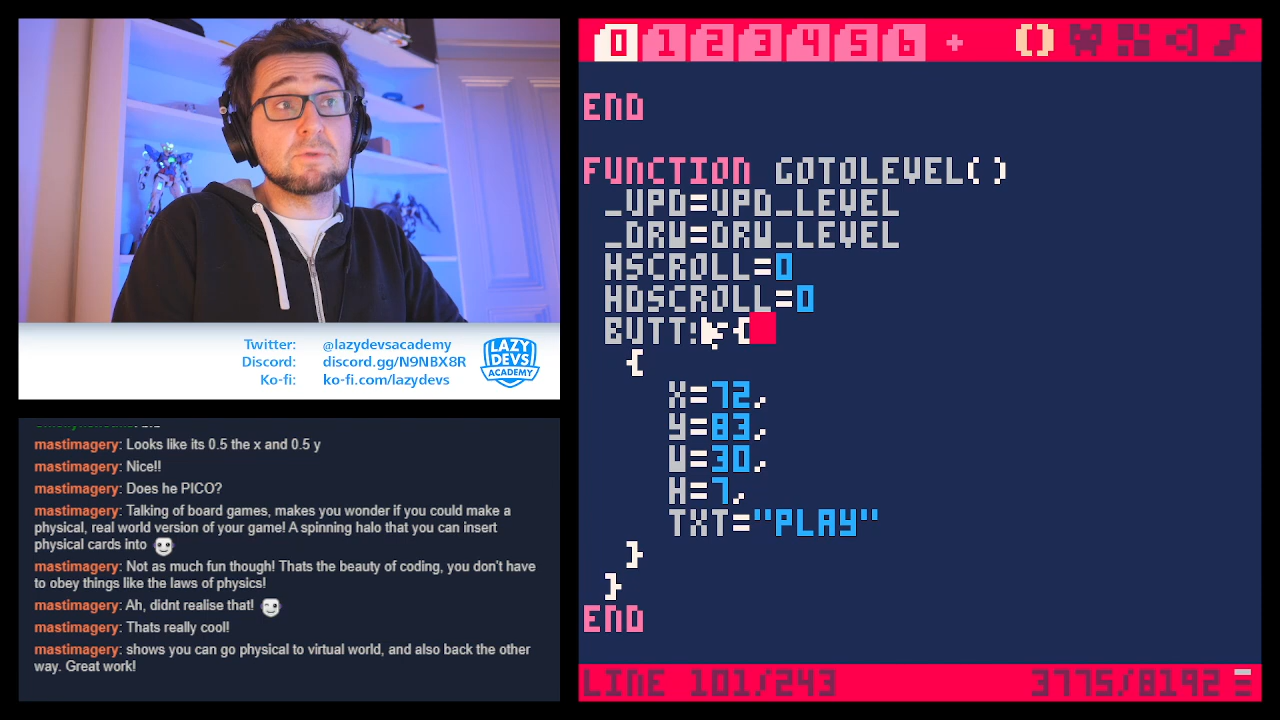 Twitter: @lazydevsacademy
Discord: discord.gg/N9NBX8R
Ko-fi: ko-fi.com/lazydevs
LAZY
DEVS
ACADEMY
mastimagery: Looks like its 0.5 the x and 0.5 y
mastimagery: Nice!!
mastimagery: Does he PICO?
mastimagery: Talking of board games, makes you wonder if you could make a
physical, real world version of your game! A spinning halo that you can insert
physical cards into
mastimagery: Not as much fun though! Thats the beauty of coding, you don't have
to obey things like the laws of physics!
mastimagery: Ah, didnt realise that!
mastimagery: Thats really cool!
mastimagery: shows you can go physical to virtual world, and also back the other
way. Great work!
0 1 2 3 4 5 6 +
END
FUNCTION GOTOLEVEL()
_UPD=UPD_LEVEL
_DRW=DRW_LEVEL
HSCROLL=0
HDSCROLL=0
{
{
X=72,
Y=83,
W=30,
H=7,
TXT="PLAY"
}
}
END
LINE 101/243 3775/8192